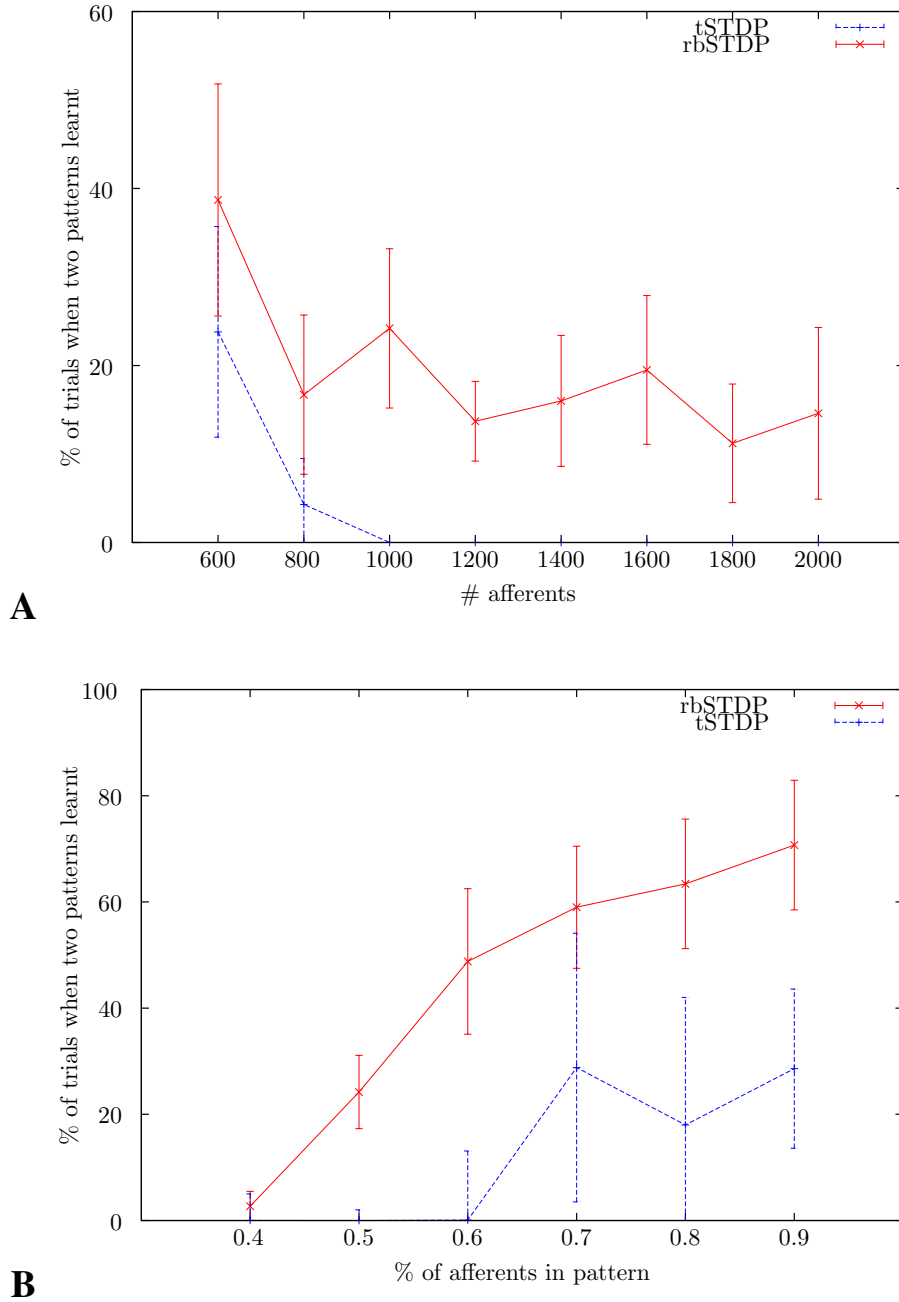 60
40
20
0
% of trials when two patterns learnt
tSTDP
rbSTDP
600 800 1000 1200 1400 1600 1800 2000
# afferents
A
100
80
60
40
20
0
% of trials when two patterns learnt
rbSTDP
tSTDP
0.4 0.5 0.6 0.7 0.8 0.9
% of afferents in pattern
B